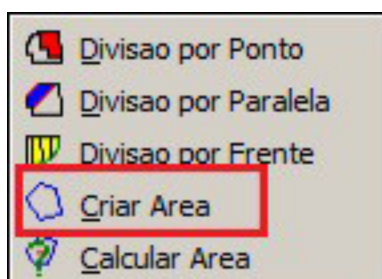 Divisao por Ponto
Divisao por Paralela
Divisao por Frente
Criar Area
Calcular Area